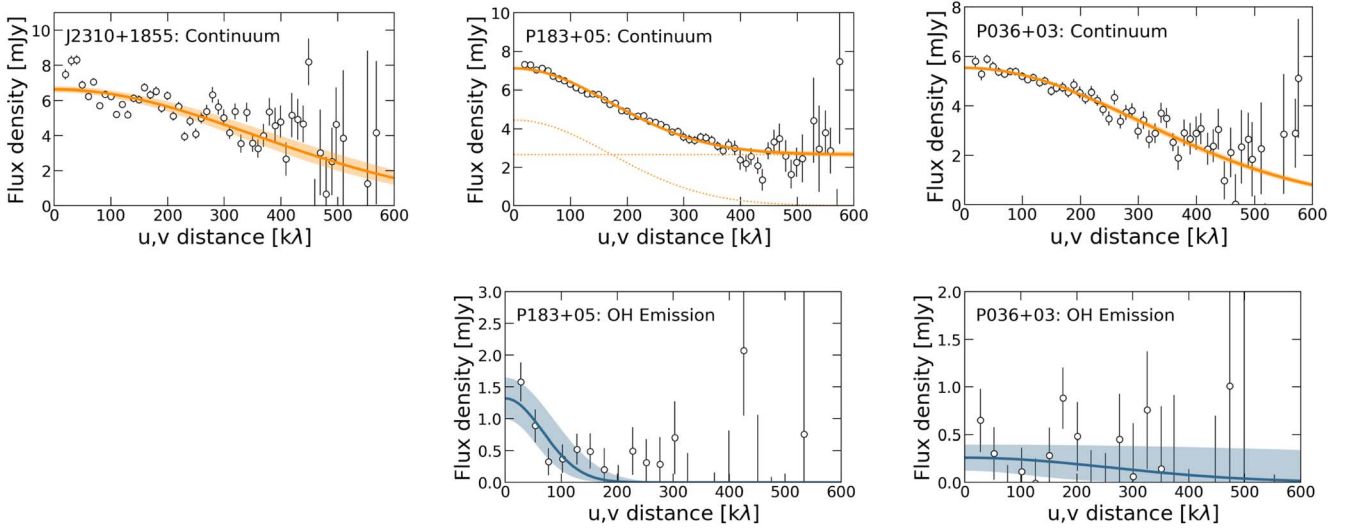 J2310+1855: Continuum
Flux density [mJy]
10
8
6
4
2
0
0 100 200 300 400 500 600
u,v distance [kλ]
P183+05: Continuum
Flux density [mJy]
10
8
6
4
2
0
0 100 200 300 400 500 600
u,v distance [kλ]
P036+03: Continuum
Flux density [mJy]
8
6
4
2
0
0 100 200 300 400 500 600
u,v distance [kλ]
P183+05: OH Emission
Flux density [mJy]
3.0
2.5
2.0
1.5
1.0
0.5
0.0
0 100 200 300 400 500 600
u,v distance [kλ]
P036+03: OH Emission
Flux density [mJy]
2.0
1.5
1.0
0.5
0.0
0 100 200 300 400 500 600
u,v distance [kλ]